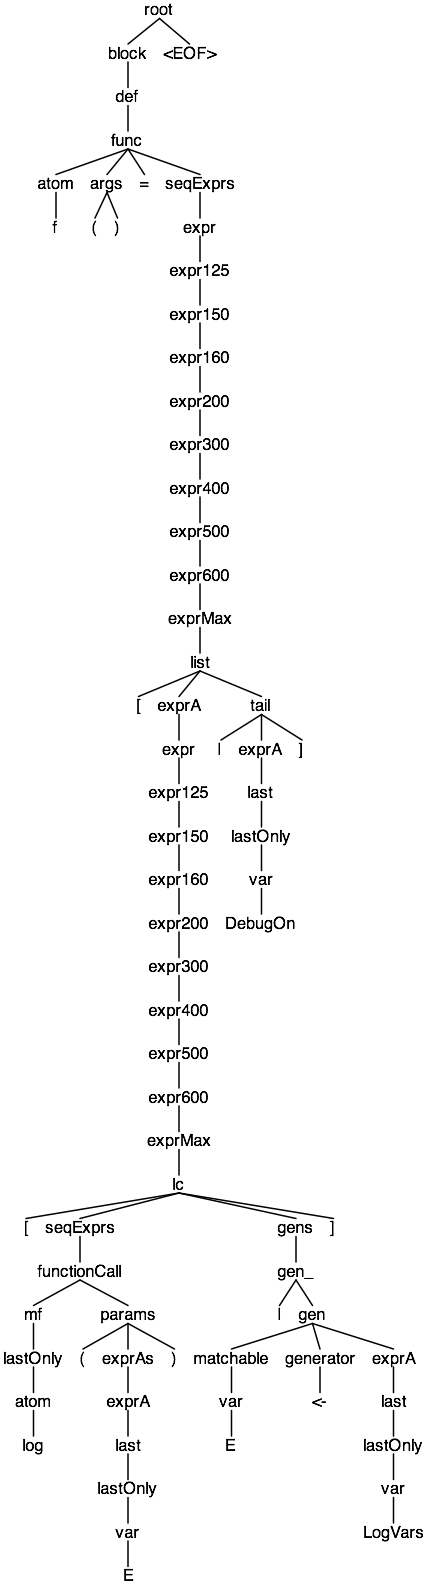 root
block <EOF>
def
func
atom args = seqExprs
f ( ) expr
expr125
expr150
expr160
expr200
expr300
expr400
expr500
expr600
exprMax
list
[ exprA tail
expr | exprA ]
expr125 last
expr150 lastOnly
expr160 var
expr200 DebugOn
expr300
expr400
expr500
expr600
exprMax
lc
[ seqExprs gens ]
functionCall gen_
mf params | gen
lastOnly ( exprAs ) matchable generator exprA
atom exprA var <- last
log last E lastOnly
lastOnly var
var LogVars
E